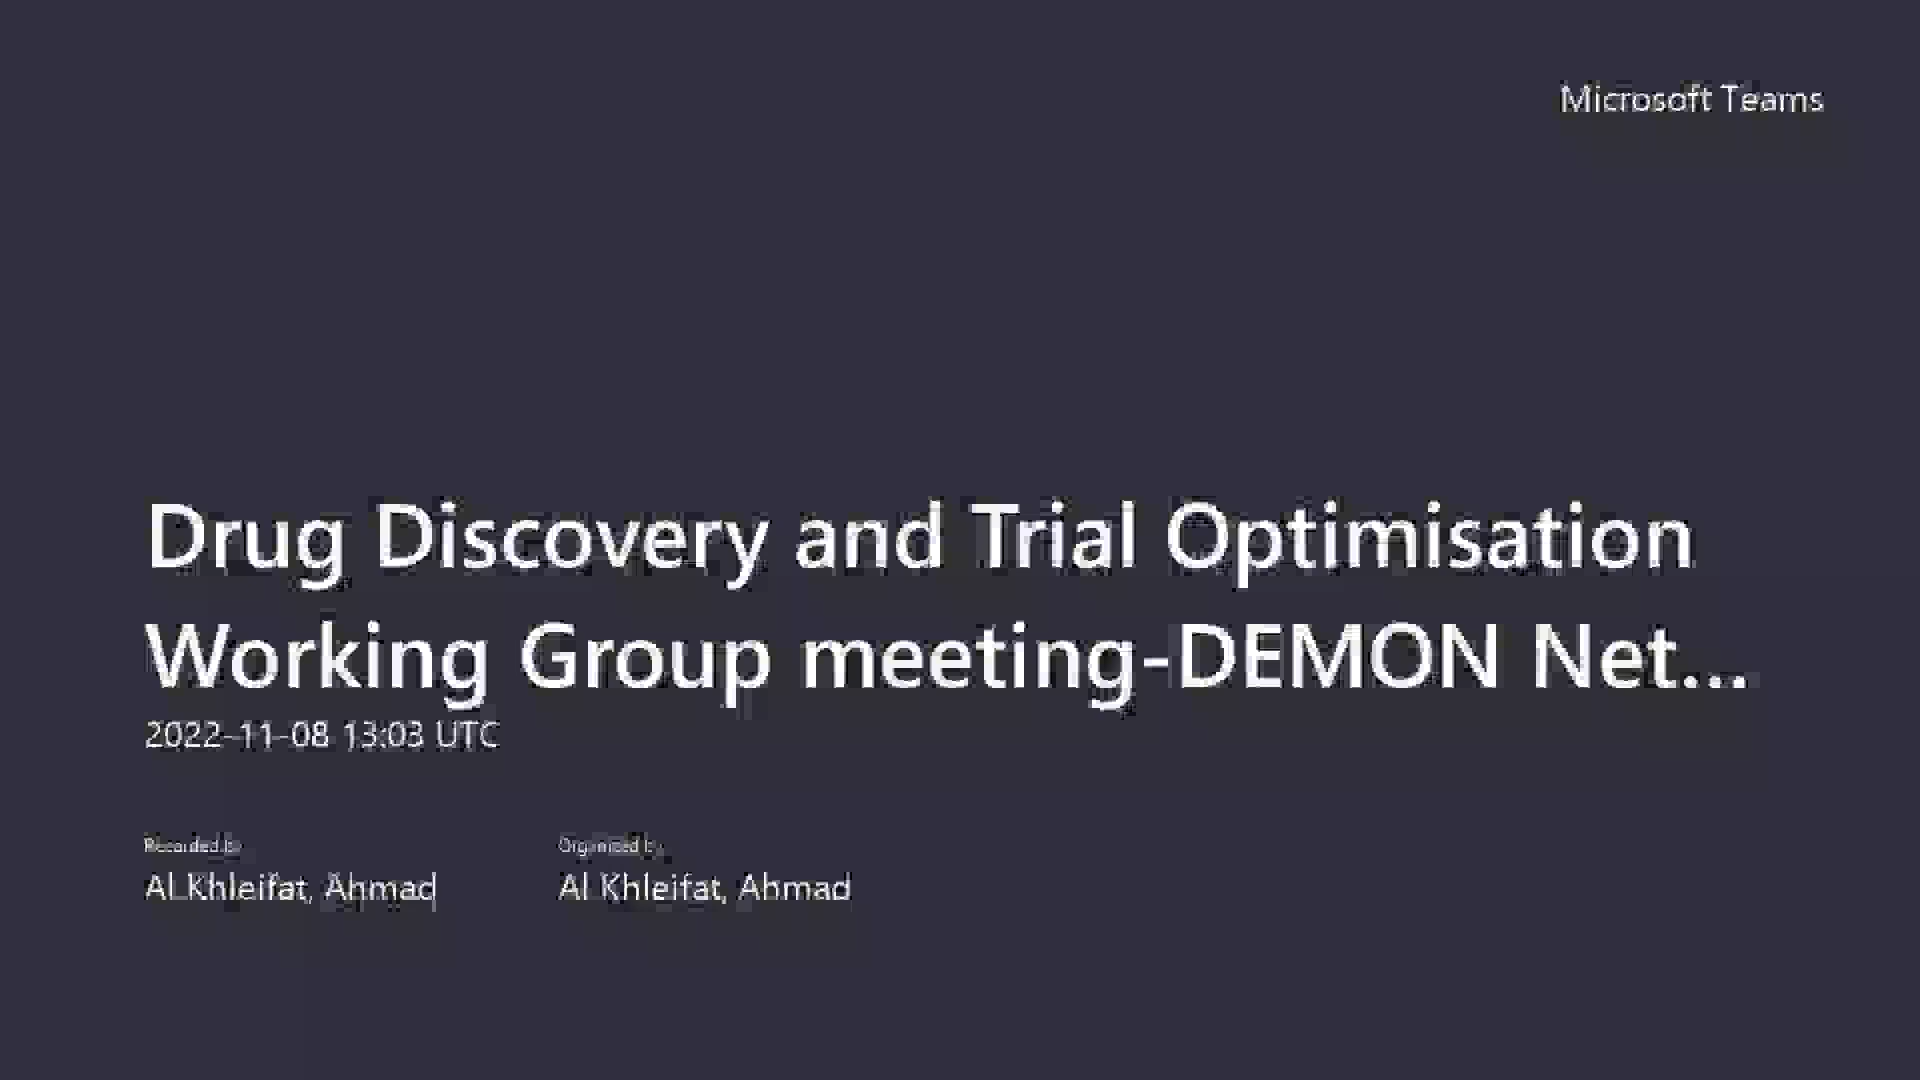 Microsoft Teams
Drug Discovery and Trial Optimisation
Working Group meeting-DEMON Net...
2022-11-08 13:03 UTC
Recorded by
Organized by
Al Khleifat, Ahmad
Al Khleifat, Ahmad